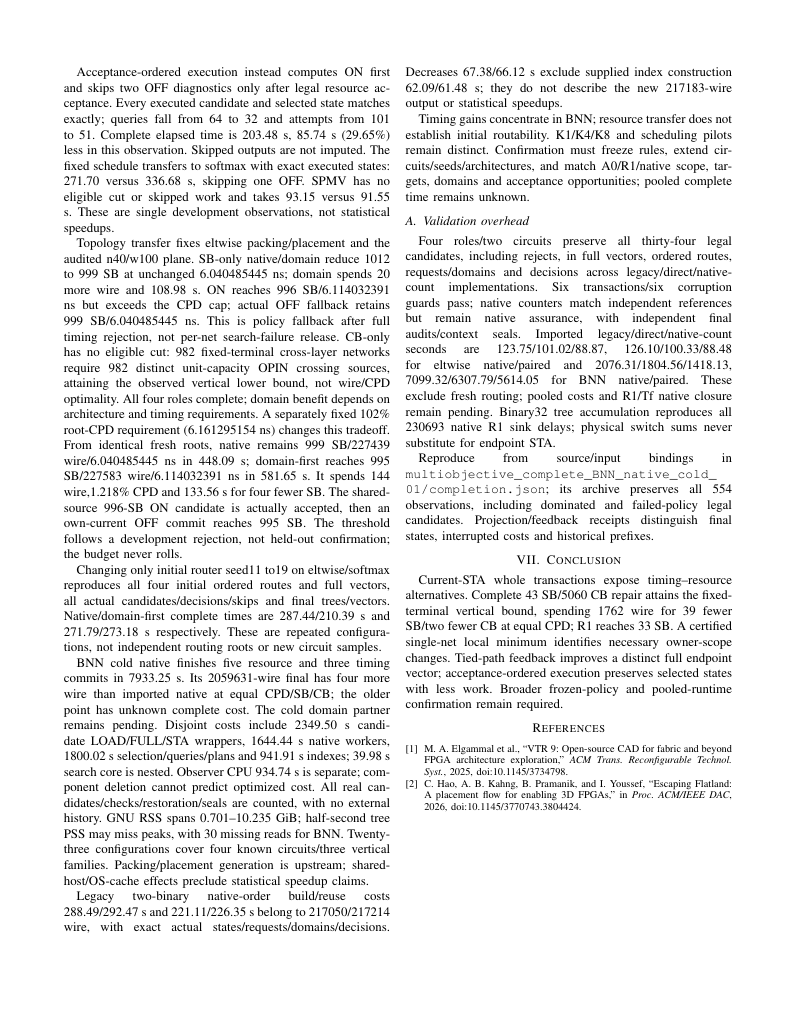 Acceptance-ordered execution instead computes ON first
and skips two OFF diagnostics only after legal resource ac-
ceptance. Every executed candidate and selected state matches
exactly; queries fall from 64 to 32 and attempts from 101
to 51. Complete elapsed time is 203.48 s, 85.74 s (29.65%)
less in this observation. Skipped outputs are not imputed. The
fixed schedule transfers to softmax with exact executed states:
271.70 versus 336.68 s, skipping one OFF. SPMV has no
eligible cut or skipped work and takes 93.15 versus 91.55
s. These are single development observations, not statistical
speedups.
Topology transfer fixes eltwise packing/placement and the
audited n40/w100 plane. SB-only native/domain reduce 1012
to 999 SB at unchanged 6.040485445 ns; domain spends 20
more wire and 108.98 s. ON reaches 996 SB/6.114032391
ns but exceeds the CPD cap; actual OFF fallback retains
999 SB/6.040485445 ns. This is policy fallback after full
timing rejection, not per-net search-failure release. CB-only
has no eligible cut: 982 fixed-terminal cross-layer networks
require 982 distinct unit-capacity OPIN crossing sources,
attaining the observed vertical lower bound, not wire/CPD
optimality. All four roles complete; domain benefit depends on
architecture and timing requirements. A separately fixed 102%
root-CPD requirement (6.161295154 ns) changes this tradeoff.
From identical fresh roots, native remains 999 SB/227439
wire/6.040485445 ns in 448.09 s; domain-first reaches 995
SB/227583 wire/6.114032391 ns in 581.65 s. It spends 144
wire,1.218% CPD and 133.56 s for four fewer SB. The shared-
source 996-SB ON candidate is actually accepted, then an
own-current OFF commit reaches 995 SB. The threshold
follows a development rejection, not held-out confirmation;
the budget never rolls.
Changing only initial router seed11 to19 on eltwise/softmax
reproduces all four initial ordered routes and full vectors,
all actual candidates/decisions/skips and final trees/vectors.
Native/domain-first complete times are 287.44/210.39 s and
271.79/273.18 s respectively. These are repeated configura-
tions, not independent routing roots or new circuit samples.
BNN cold native finishes five resource and three timing
commits in 7933.25 s. Its 2059631-wire final has four more
wire than imported native at equal CPD/SB/CB; the older
point has unknown complete cost. The cold domain partner
remains pending. Disjoint costs include 2349.50 s candi-
date LOAD/FULL/STA wrappers, 1644.44 s native workers,
1800.02 s selection/queries/plans and 941.91 s indexes; 39.98 s
search core is nested. Observer CPU 934.74 s is separate; com-
ponent deletion cannot predict optimized cost. All real can-
didates/checks/restoration/seals are counted, with no external
history. GNU RSS spans 0.701–10.235 GiB; half-second tree
PSS may miss peaks, with 30 missing reads for BNN. Twenty-
three configurations cover four known circuits/three vertical
families. Packing/placement generation is upstream; shared-
host/OS-cache effects preclude statistical speedup claims.
Legacy two-binary native-order build/reuse costs
288.49/292.47 s and 221.11/226.35 s belong to 217050/217214
wire, with exact actual states/requests/domains/decisions.
Decreases 67.38/66.12 s exclude supplied index construction
62.09/61.48 s; they do not describe the new 217183-wire
output or statistical speedups.
Timing gains concentrate in BNN; resource transfer does not
establish initial routability. K1/K4/K8 and scheduling pilots
remain distinct. Confirmation must freeze rules, extend cir-
cuits/seeds/architectures, and match A0/R1/native scope, tar-
gets, domains and acceptance opportunities; pooled complete
time remains unknown.
A. Validation overhead
Four roles/two circuits preserve all thirty-four legal
candidates, including rejects, in full vectors, ordered routes,
requests/domains and decisions across legacy/direct/native-
count implementations. Six transactions/six corruption
guards pass; native counters match independent references
but remain native assurance, with independent final
audits/context seals. Imported legacy/direct/native-count
seconds are 123.75/101.02/88.87, 126.10/100.33/88.48
for eltwise native/paired and 2076.31/1804.56/1418.13,
7099.32/6307.79/5614.05 for BNN native/paired. These
exclude fresh routing; pooled costs and R1/Tf native closure
remain pending. Binary32 tree accumulation reproduces all
230693 native R1 sink delays; physical switch sums never
substitute for endpoint STA.
Reproduce from source/input bindings in
multiobjective_complete_BNN_native_cold_
01/completion.json; its archive preserves all 554
observations, including dominated and failed-policy legal
candidates. Projection/feedback receipts distinguish final
states, interrupted costs and historical prefixes.
VII. CONCLUSION
Current-STA whole transactions expose timing–resource
alternatives. Complete 43 SB/5060 CB repair attains the fixed-
terminal vertical bound, spending 1762 wire for 39 fewer
SB/two fewer CB at equal CPD; R1 reaches 33 SB. A certified
single-net local minimum identifies necessary owner-scope
changes. Tied-path feedback improves a distinct full endpoint
vector; acceptance-ordered execution preserves selected states
with less work. Broader frozen-policy and pooled-runtime
confirmation remain required.
REFERENCES
[1] M. A. Elgammal et al., “VTR 9: Open-source CAD for fabric and beyond
FPGA architecture exploration,” ACM Trans. Reconfigurable Technol.
Syst., 2025, doi:10.1145/3734798.
[2] C. Hao, A. B. Kahng, B. Pramanik, and I. Youssef, “Escaping Flatland:
A placement flow for enabling 3D FPGAs,” in Proc. ACM/IEEE DAC,
2026, doi:10.1145/3770743.3804424.